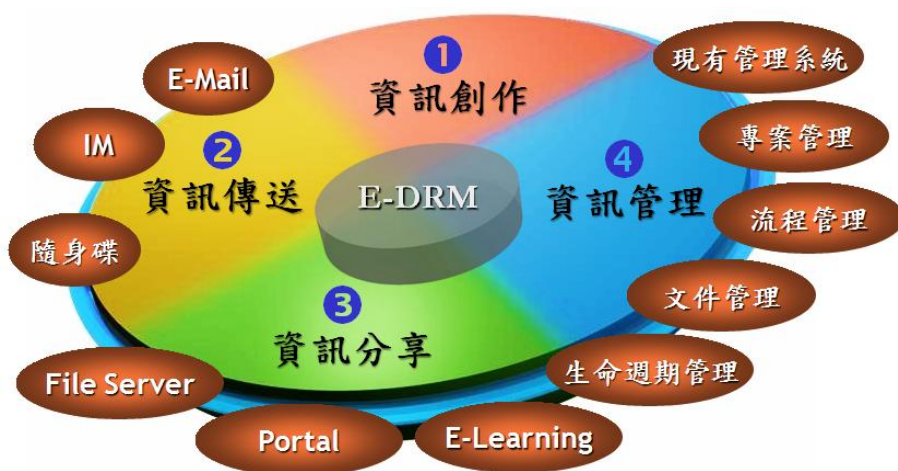 ❶
資訊創作
❷
資訊傳送
❸
資訊分享
❹
資訊管理
E-DRM
E-Mail
IM
隨身碟
File Server
Portal
E-Learning
生命週期管理
文件管理
流程管理
專案管理
現有管理系統